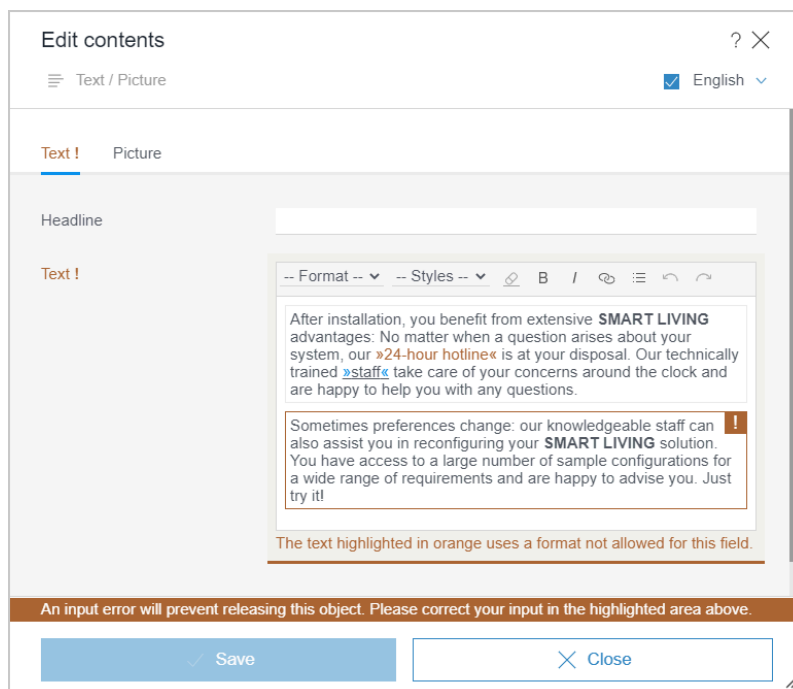 Edit contents
?
Text / Picture
English
Text !
Picture
Headline
Text !
-- Format --
-- Styles --
B
I
After installation, you benefit from extensive SMART LIVING
advantages: No matter when a question arises about your
system, our »24-hour hotline« is at your disposal. Our technically
trained »staff« take care of your concerns around the clock and
are happy to help you with any questions.
Sometimes preferences change: our knowledgeable staff can
!
also assist you in reconfiguring your SMART LIVING solution.
You have access to a large number of sample configurations for
a wide range of requirements and are happy to advise you. Just
try it!
The text highlighted in orange uses a format not allowed for this field.
An input error will prevent releasing this object. Please correct your input in the highlighted area above.
Save
Close